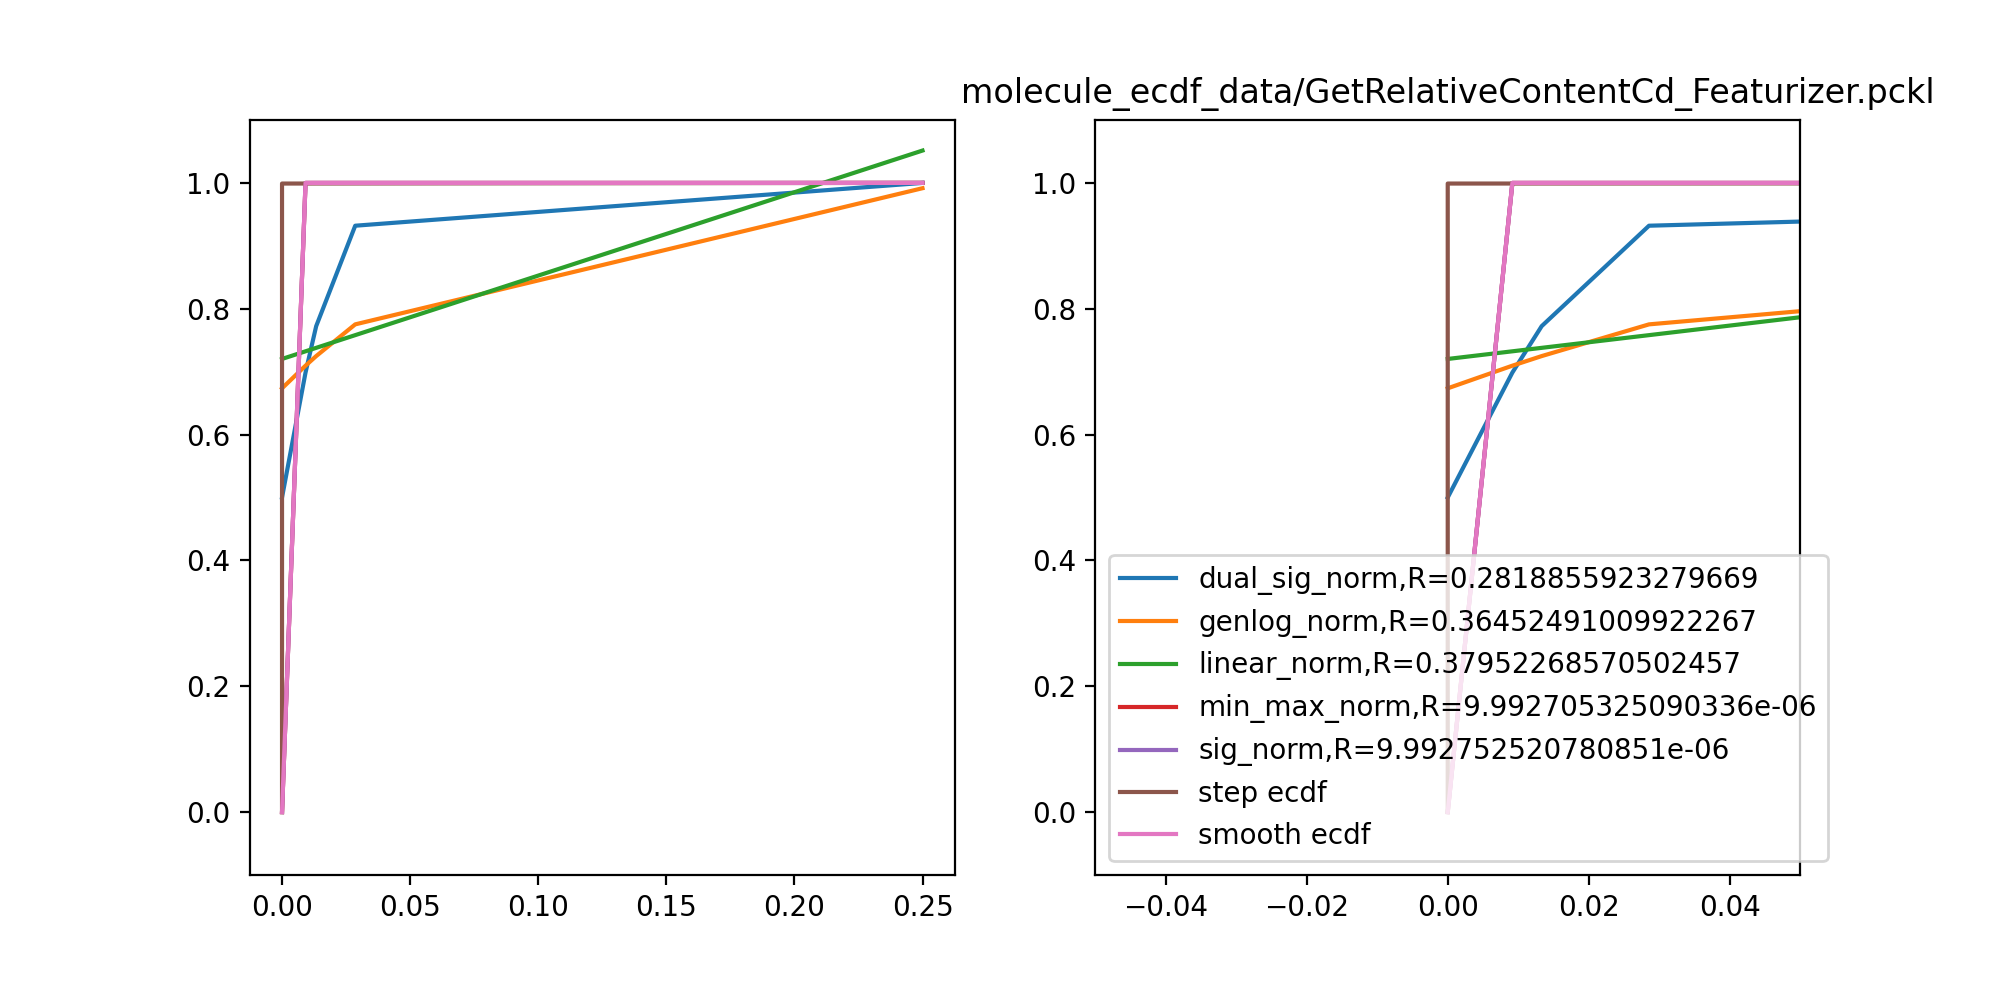 molecule_ecdf_data/GetRelativeContentCd_Featurizer.pckl
1.0
0.8
0.6
0.4
0.2
0.0
0.00 0.05 0.10 0.15 0.20 0.25
1.0
0.8
0.6
0.4
0.2
0.0
dual_sig_norm,R=0.2818855923279669
genlog_norm,R=0.36452491009922267
linear_norm,R=0.37952268570502457
min_max_norm,R=9.992705325090336e-06
sig_norm,R=9.992752520780851e-06
step ecdf
smooth ecdf
−0.04 −0.02 0.00 0.02 0.04